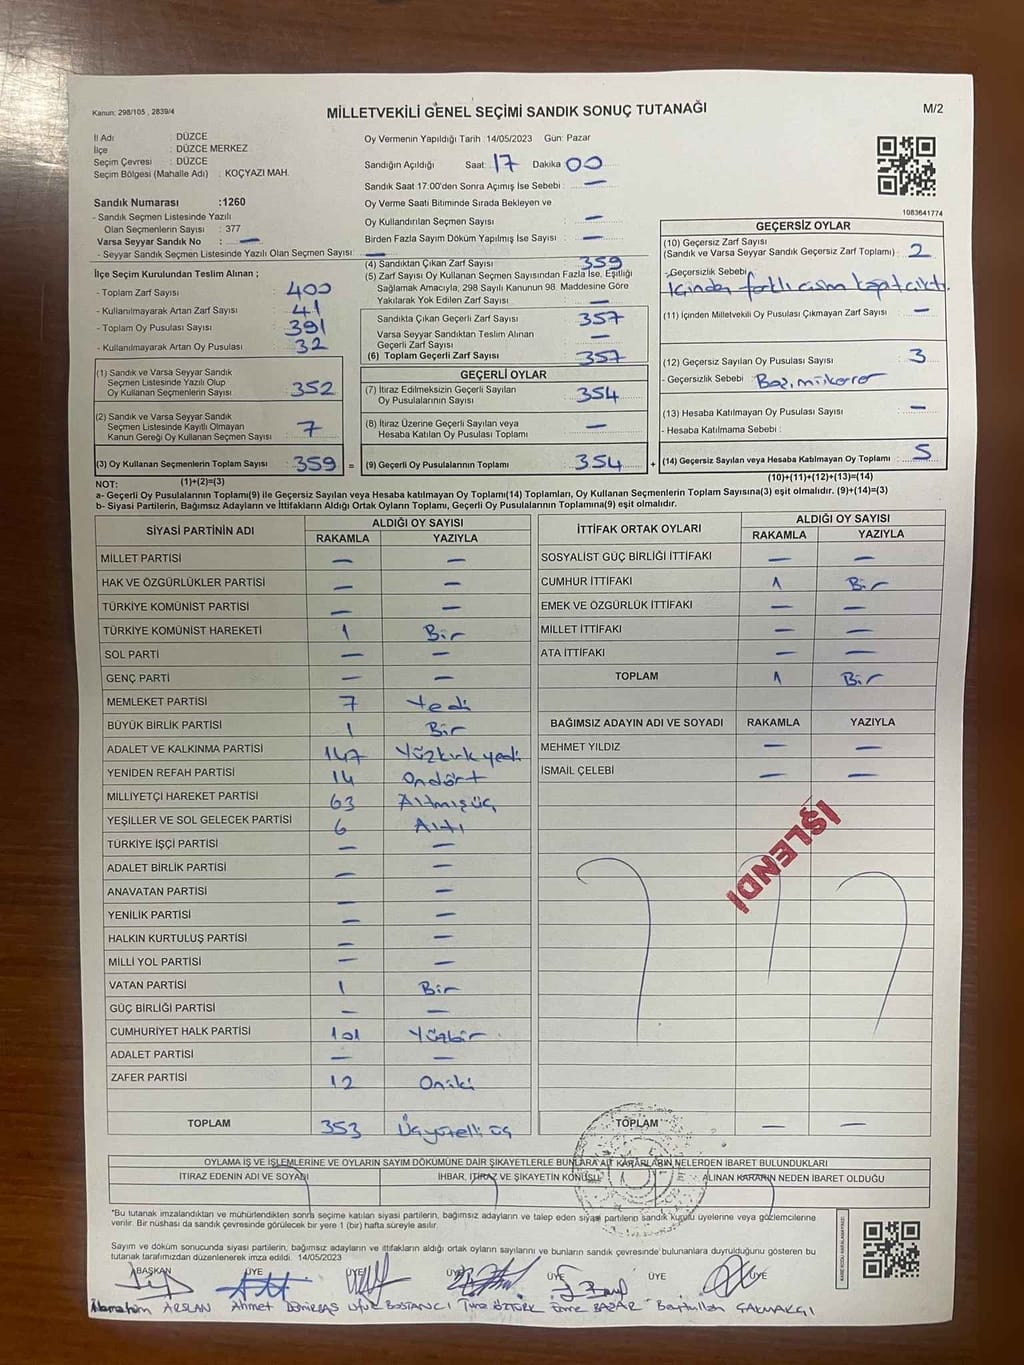 Kanun: 298/105 , 2839/4
MİLLETVEKİLİ GENEL SEÇİMİ SANDIK SONUÇ TUTANAĞI
M/2
İl Adı : DÜZCE
İlçe : DÜZCE MERKEZ
Seçim Çevresi : DÜZCE
Seçim Bölgesi (Mahalle Adı) : KOÇYAZI MAH.
Sandık Numarası :1260
- Sandık Seçmen Listesinde Yazılı
Olan Seçmenlerin Sayısı : 377
Varsa Seyyar Sandık No : —
- Seyyar Sandık Seçmen Listesinde Yazılı Olan Seçmen Sayısı : —
İlçe Seçim Kurulundan Teslim Alınan ;
- Toplam Zarf Sayısı 400
- Kullanılmayarak Artan Zarf Sayısı 41
- Toplam Oy Pusulası Sayısı 391
- Kullanılmayarak Artan Oy Pusulası 32
(1) Sandık ve Varsa Seyyar Sandık
Seçmen Listesinde Yazılı Olup
Oy Kullanan Seçmenlerin Sayısı 352
(2) Sandık ve Varsa Seyyar Sandık
Seçmen Listesinde Kayıtlı Olmayan
Kanun Gereği Oy Kullanan Seçmen Sayısı 7
(3) Oy Kullanan Seçmenlerin Toplam Sayısı 359 =
(1)+(2)=(3)
Oy Vermenin Yapıldığı Tarih :14/05/2023 Gün: Pazar
Sandığın Açıldığı Saat: 17 Dakika 00
Sandık Saat 17.00'den Sonra Açımış İse Sebebi : —
Oy Verme Saati Bitiminde Sırada Bekleyen ve
Oy Kullandırılan Seçmen Sayısı : —
Birden Fazla Sayım Döküm Yapılmış İse Sayısı : —
(4) Sandıktan Çıkan Zarf Sayısı 359
(5) Zarf Sayısı Oy Kullanan Seçmen Sayısından Fazla İse, Eşitliği
Sağlamak Amacıyla, 298 Sayılı Kanunun 98. Maddesine Göre
Yakılarak Yok Edilen Zarf Sayısı : —
Sandıkta Çıkan Geçerli Zarf Sayısı 357
Varsa Seyyar Sandıktan Teslim Alınan
Geçerli Zarf Sayısı —
(6) Toplam Geçerli Zarf Sayısı 357
GEÇERLİ OYLAR
(7) İtiraz Edilmeksizin Geçerli Sayılan
Oy Pusulalarının Sayısı 354
(8) İtiraz Üzerine Geçerli Sayılan veya
Hesaba Katılan Oy Pusulaları Toplamı —
(9) Geçerli Oy Pusulalarının Toplamı 354 +
1083641774
GEÇERSİZ OYLAR
(10) Geçersiz Zarf Sayısı
(Sandık ve Varsa Seyyar Sandık Geçersiz Zarf Toplamı) : 2
- Geçersizlik Sebebi
İçinden farklı cisim kağıt çıktı.
(11) İçinden Milletvekili Oy Pusulası Çıkmayan Zarf Sayısı : —
(12) Geçersiz Sayılan Oy Pusulası Sayısı 3
- Geçersizlik Sebebi
(13) Hesaba Katılmayan Oy Pusulası Sayısı —
- Hesaba Katılmama Sebebi :
(14) Geçersiz Sayılan veya Hesaba Katılmayan Oy Toplamı : 5
(10)+(11)+(12)+(13)=(14)
NOT:
a- Geçerli Oy Pusulalarının Toplamı(9) ile Geçersiz Sayılan veya Hesaba katılmayan Oy Toplamı(14) Toplamları, Oy Kullanan Seçmenlerin Toplam Sayısına(3) eşit olmalıdır. (9)+(14)=(3)
b- Siyasi Partilerin, Bağımsız Adayların ve İttifakların Aldığı Ortak Oyların Toplamı, Geçerli Oy Pusulalarının Toplamına(9) eşit olmalıdır.
SİYASİ PARTİNİN ADI ALDIĞI OY SAYISI
RAKAMLA YAZIYLA
MİLLET PARTİSİ — —
HAK VE ÖZGÜRLÜKLER PARTİSİ — —
TÜRKİYE KOMÜNİST PARTİSİ — —
TÜRKİYE KOMÜNİST HAREKETİ 1 Bir
SOL PARTİ — —
GENÇ PARTİ — —
MEMLEKET PARTİSİ 7 Yedi
BÜYÜK BİRLİK PARTİSİ 1 Bir
ADALET VE KALKINMA PARTİSİ 147 Yüzkırkyedi
YENİDEN REFAH PARTİSİ 14 Ondört
MİLLİYETÇİ HAREKET PARTİSİ 63 Altmışüç
YEŞİLLER VE SOL GELECEK PARTİSİ 6 Altı
TÜRKİYE İŞÇİ PARTİSİ — —
ADALET BİRLİK PARTİSİ — —
ANAVATAN PARTİSİ — —
YENİLİK PARTİSİ — —
HALKIN KURTULUŞ PARTİSİ — —
MİLLİ YOL PARTİSİ — —
VATAN PARTİSİ 1 Bir
GÜÇ BİRLİĞİ PARTİSİ — —
CUMHURİYET HALK PARTİSİ 101 Yüzbir
ADALET PARTİSİ — —
ZAFER PARTİSİ 12 Oniki
TOPLAM 353 Üçyüzelliüç
İTTİFAK ORTAK OYLARI ALDIĞI OY SAYISI
RAKAMLA YAZIYLA
SOSYALİST GÜÇ BİRLİĞİ İTTİFAKI — —
CUMHUR İTTİFAKI 1 Bir
EMEK VE ÖZGÜRLÜK İTTİFAKI — —
MİLLET İTTİFAKI — —
ATA İTTİFAKI — —
TOPLAM 1 Bir
BAĞIMSIZ ADAYIN ADI VE SOYADI RAKAMLA YAZIYLA
MEHMET YILDIZ — —
İSMAİL ÇELEBİ — —
İŞLENDİ
TOPLAM — —
OYLAMA İŞ VE İŞLEMLERİNE VE OYLARIN SAYIM DÖKÜMÜNE DAİR ŞİKAYETLERLE BUNLARA AİT KARARLARIN NELERDEN İBARET BULUNDUKLARI
İTİRAZ EDENİN ADI VE SOYADI İHBAR, İTİRAZ VE ŞİKAYETİN KONUSU ALINAN KARARIN NEDEN İBARET OLDUĞU
*Bu tutanak imzalandıktan ve mühürlendikten sonra seçime katılan siyasi partilerin, bağımsız adayların ve talep eden siyasi partilerin sandık kurulu üyelerine veya gözlemcilerine
verilir. Bir nüshası da sandık çevresinde görülecek bir yere 1 (bir) hafta süreyle asılır.
Sayım ve döküm sonucunda siyasi partilerin, bağımsız adayların ve ittifakların aldığı ortak oyların sayılarını ve bunların sandık çevresinde bulunanlara duyrulduğunu gösteren bu
tutanak tarafımızdan düzenlenerek imza edildi. 14/05/2023
BAŞKAN ÜYE ÜYE ÜYE ÜYE ÜYE ÜYE
İbrahim ARSLAN Ahmet DEMİRBAŞ Ufuk BOSTANCI ÖZTÜRK Emre BAZAR Beytullah ÇAKMAKÇI